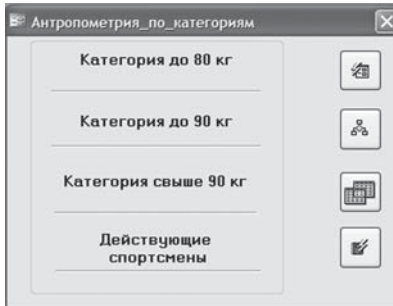 Антропометрия_по_категориям
Категория до 80 кг
Категория до 90 кг
Категория свыше 90 кг
Действующие
спортсмены